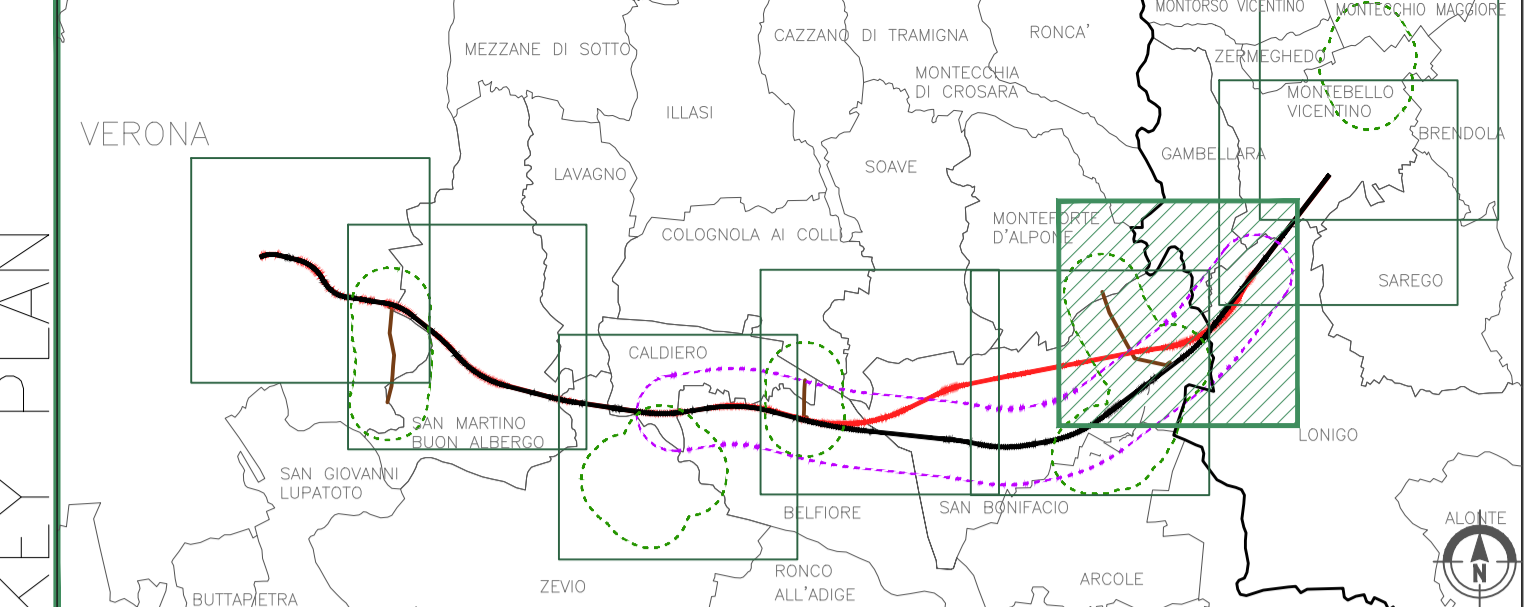 KEY PLAN
MONTORSO VICENTINO
MONTECCHIO MAGGIORE
MEZZANE DI SOTTO
CAZZANO DI TRAMIGNA
RONCA'
ZERMEGHEDO
MONTECCHIA
DI CROSARA
MONTEBELLO
VICENTINO
ILLASI
VERONA
BRENDOLA
GAMBELLARA
LAVAGNO
SOAVE
MONTEFORTE
D'ALPONE
COLOGNOLA AI COLLI
SAREGO
CALDIERO
SAN MARTINO
BUON ALBERGO
LONIGO
SAN GIOVANNI
LUPATOTO
BELFIORE
SAN BONIFACIO
ALONTE
RONCO
ALL'ADIGE
ARCOLE
ZEVIO
BUTTAPIETRA
N